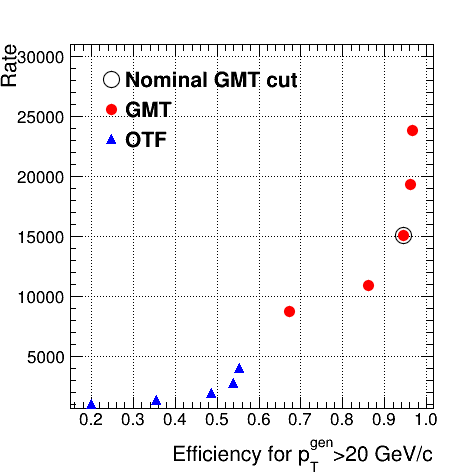 Rate
30000
25000
20000
15000
10000
5000
Nominal GMT cut
GMT
OTF
0.2 0.3 0.4 0.5 0.6 0.7 0.8 0.9 1.0
Efficiency for p_T^gen>20 GeV/c